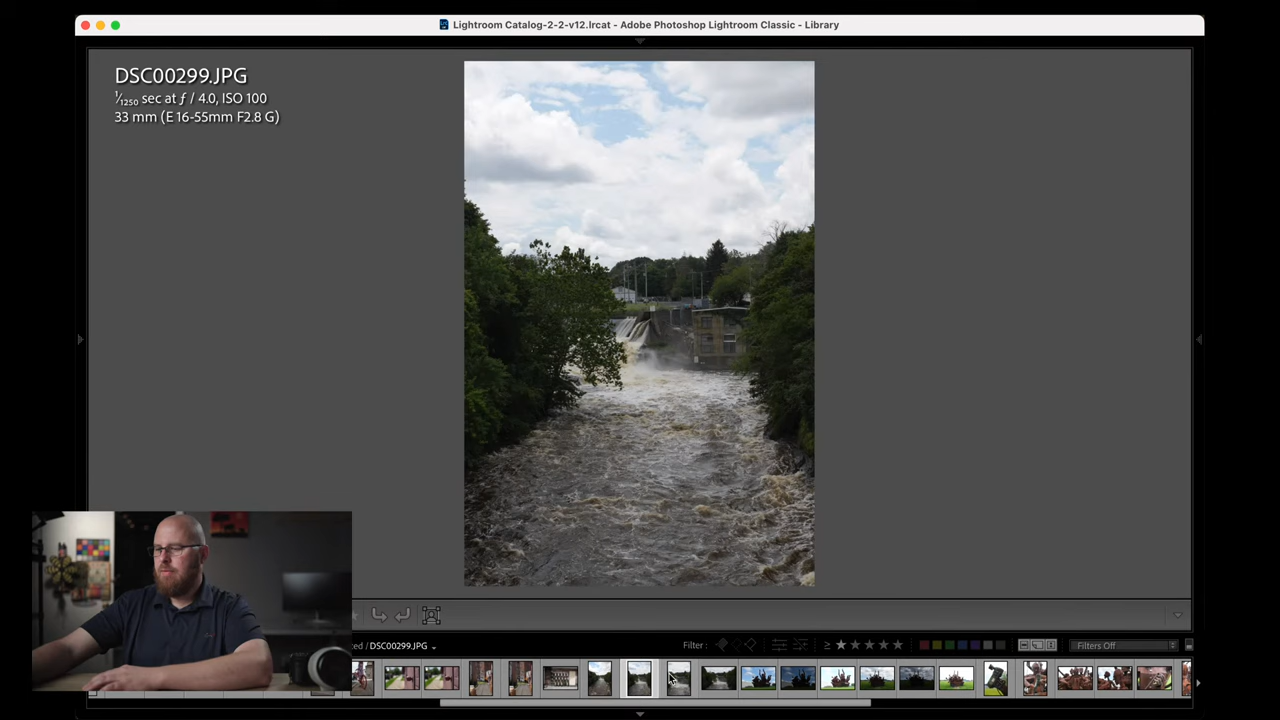 Lightroom Catalog-2-2-v12.lrcat - Adobe Photoshop Lightroom Classic - Library
DSC00299.JPG
1/1250 sec at ƒ / 4.0, ISO 100
33 mm (E 16-55mm F2.8 G)
/ DSC00299.JPG
Filter :
≥
Filters Off